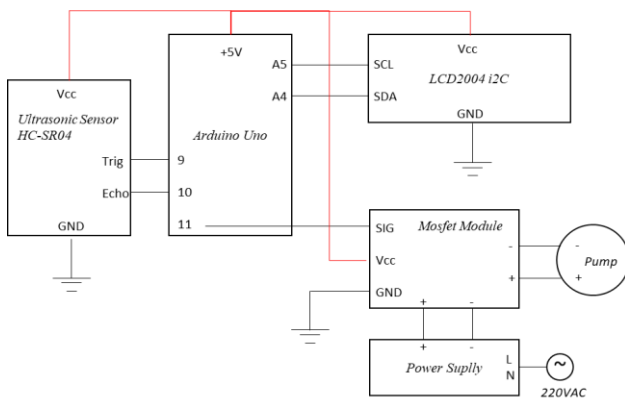 Vcc
Ultrasonic Sensor
HC-SR04
Trig
Echo
GND
+5V
A5
A4
Arduino Uno
9
10
11
Vcc
SCL
LCD2004 i2C
SDA
GND
SIG
Mosfet Module
Vcc
GND
-
+
+
-
-
+
Pump
+
-
Power Suplly
L
N
~
220VAC